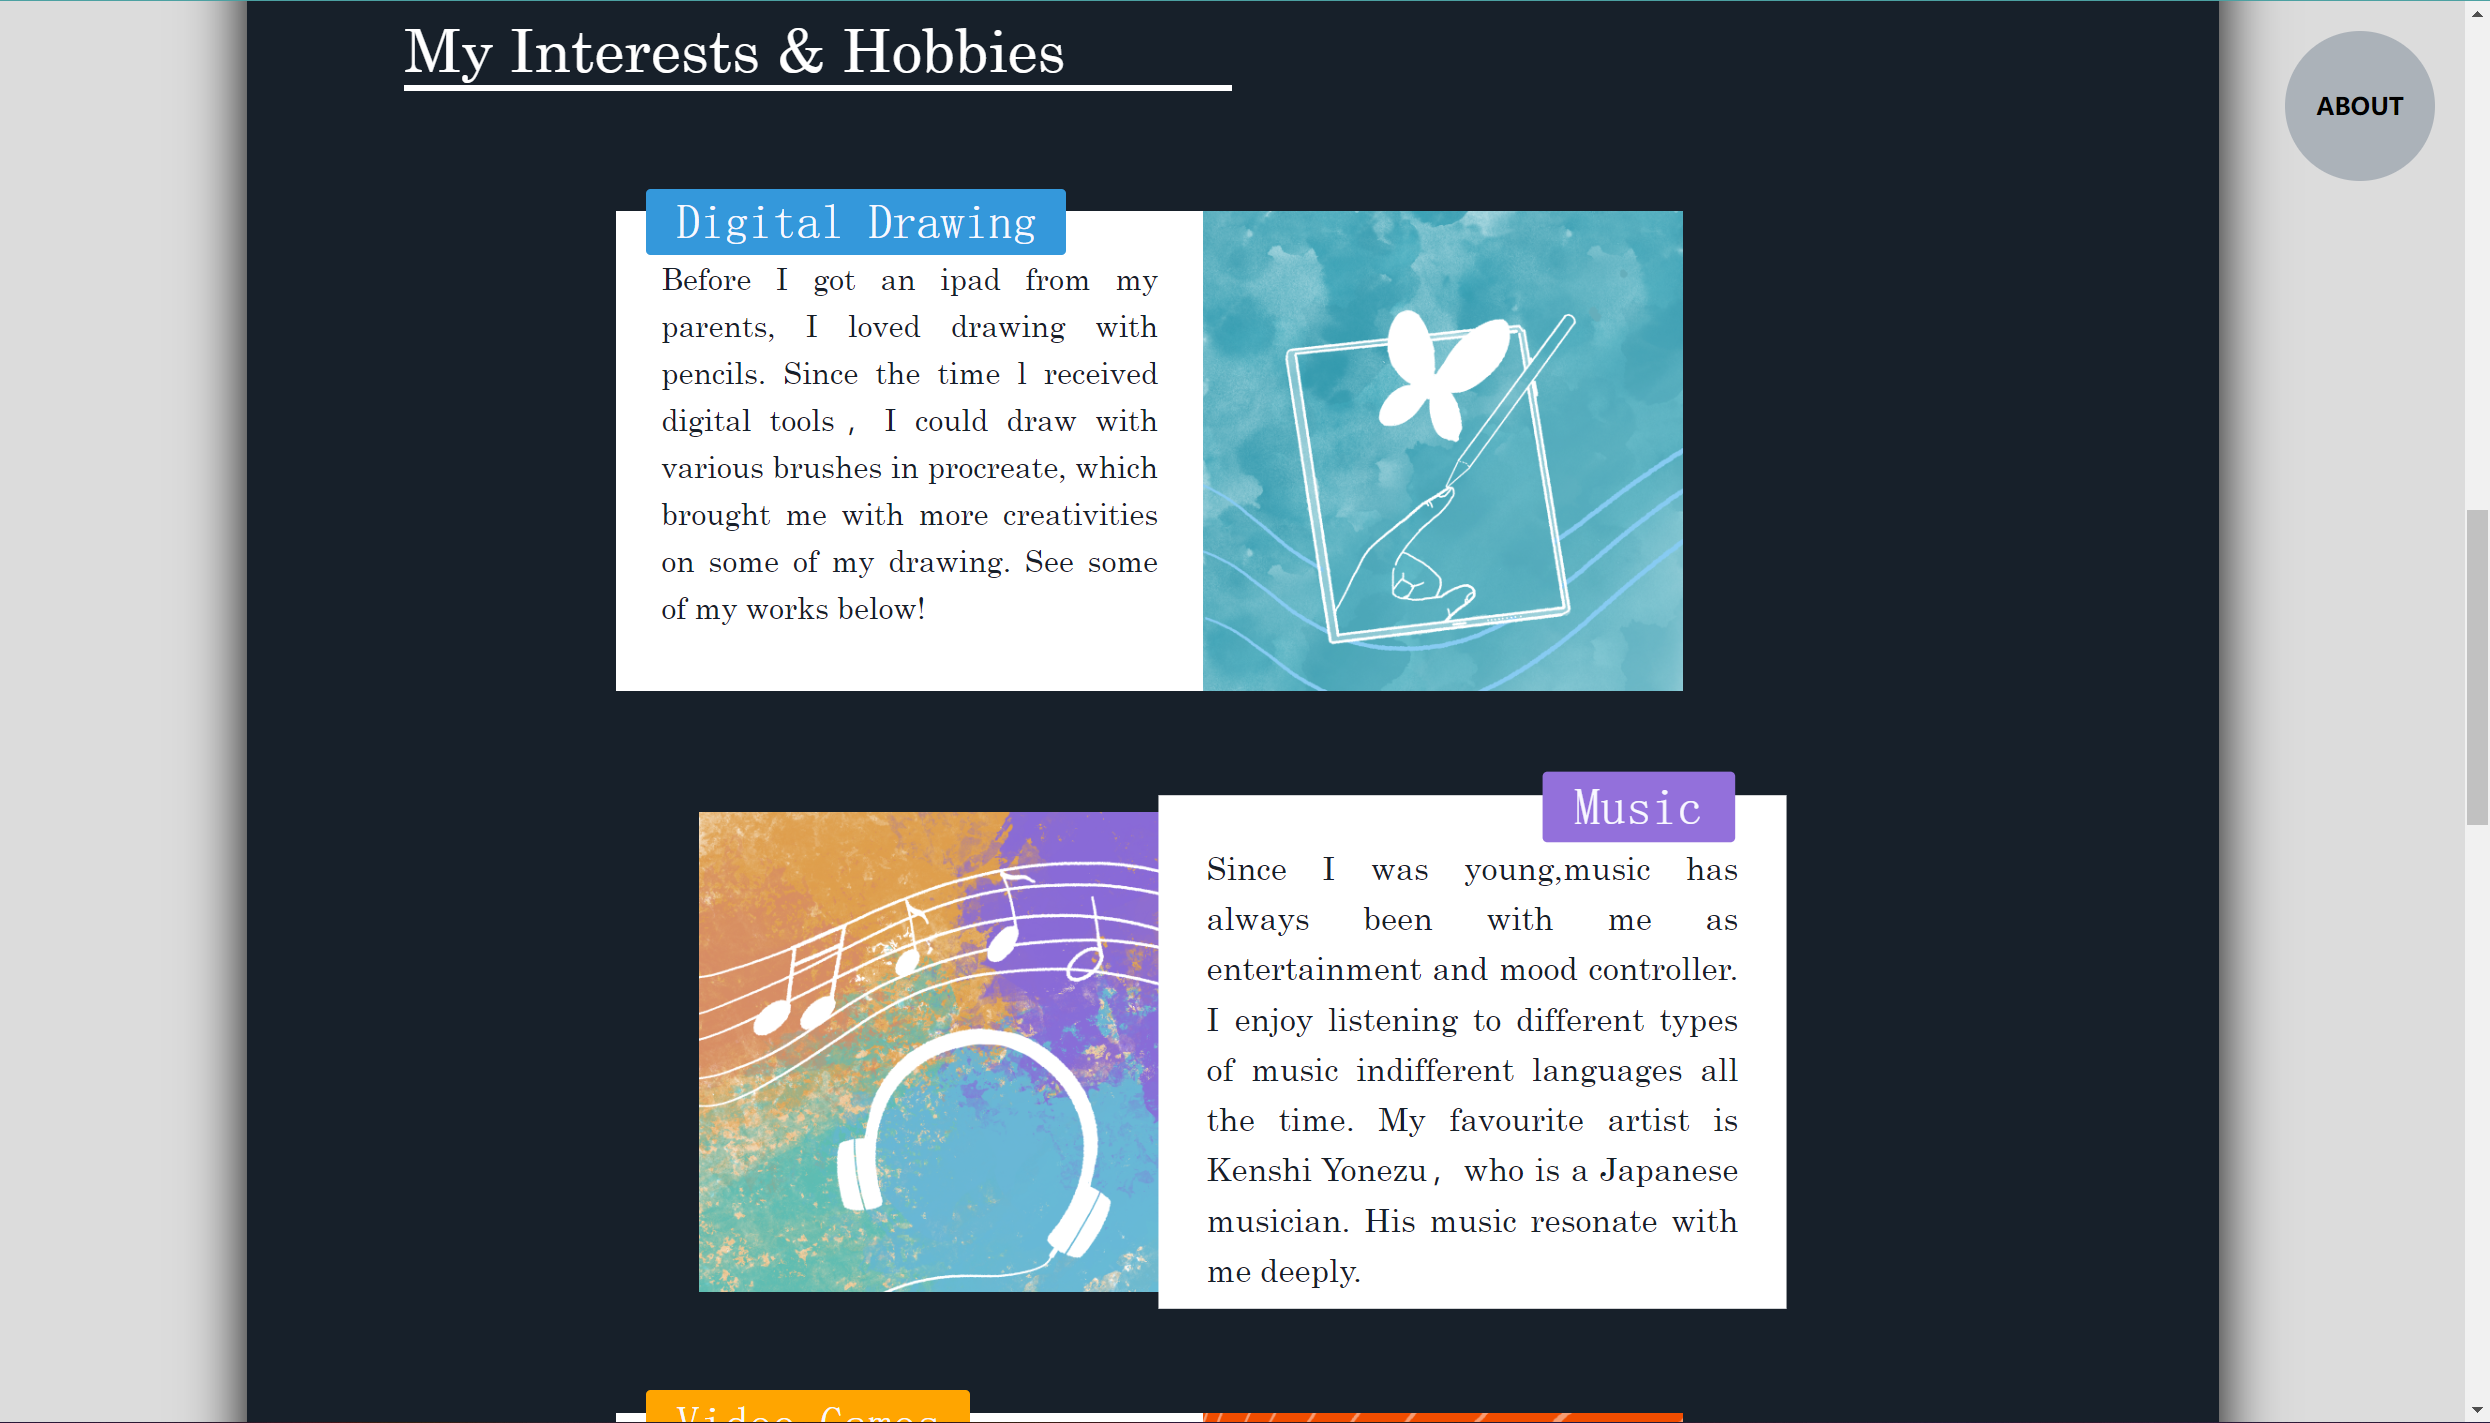 My Interests & Hobbies
ABOUT
Digital Drawing
Before I got an ipad from my
parents, I loved drawing with
pencils. Since the time l received
digital tools， I could draw with
various brushes in procreate, which
brought me with more creativities
on some of my drawing. See some
of my works below!
Music
Since I was young,music has
always been with me as
entertainment and mood controller.
I enjoy listening to different types
of music indifferent languages all
the time. My favourite artist is
Kenshi Yonezu，who is a Japanese
musician. His music resonate with
me deeply.
Video Games